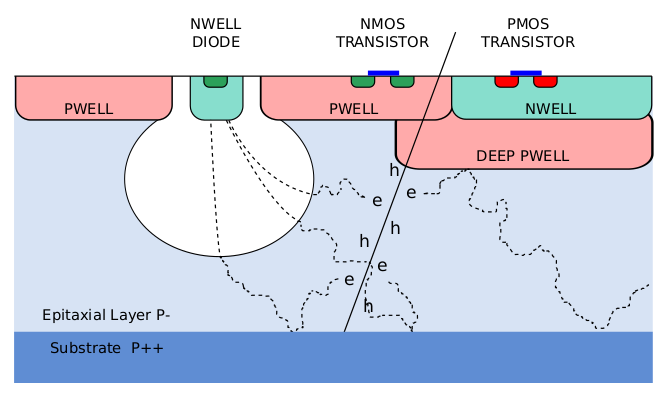 NWELL
DIODE
NMOS
TRANSISTOR
PMOS
TRANSISTOR
PWELL
PWELL
NWELL
DEEP PWELL
h
e
e
h
h
e
e
h
Epitaxial Layer P-
Substrate P++